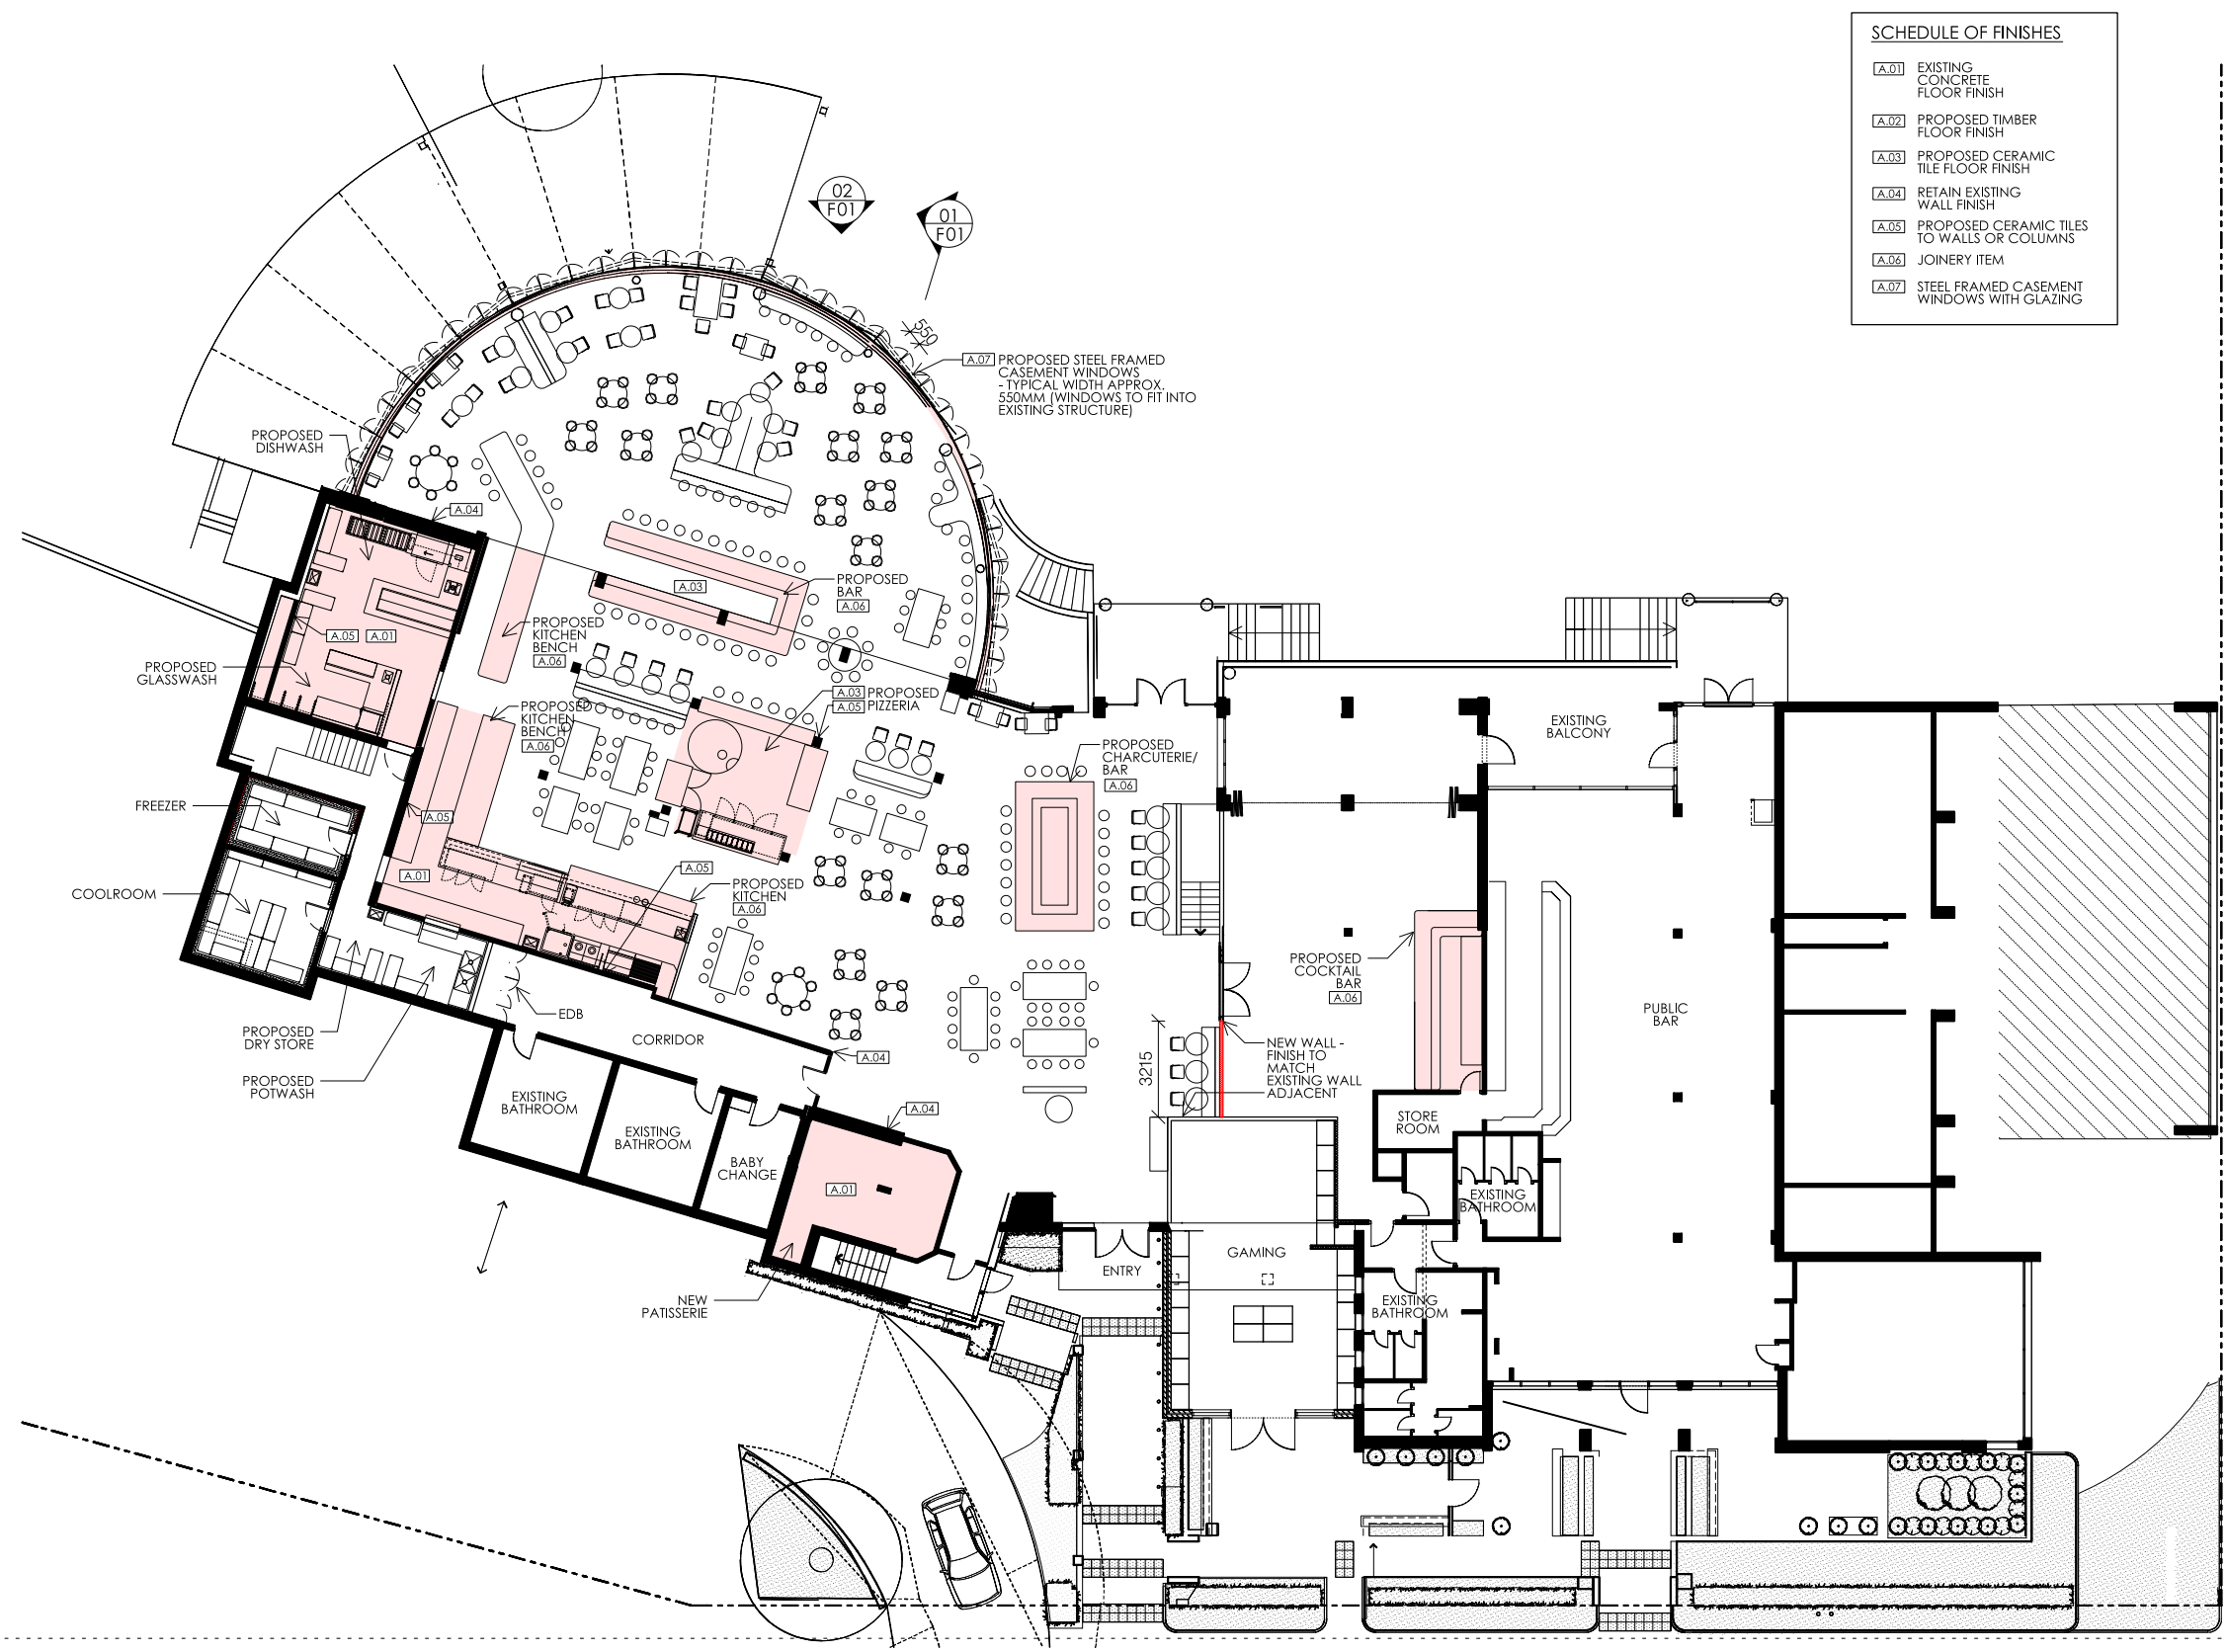 SCHEDULE OF FINISHES
A.01 EXISTING
CONCRETE
FLOOR FINISH
A.02 PROPOSED TIMBER
FLOOR FINISH
A.03 PROPOSED CERAMIC
TILE FLOOR FINISH
A.04 RETAIN EXISTING
WALL FINISH
A.05 PROPOSED CERAMIC TILES
TO WALLS OR COLUMNS
A.06 JOINERY ITEM
A.07 STEEL FRAMED CASEMENT
WINDOWS WITH GLAZING
02
F01
01
F01
550
A.07 PROPOSED STEEL FRAMED
CASEMENT WINDOWS
- TYPICAL WIDTH APPROX.
550MM (WINDOWS TO FIT INTO
EXISTING STRUCTURE)
PROPOSED
DISHWASH
A.04
A.03
PROPOSED
BAR
A.06
PROPOSED
KITCHEN
BENCH
A.06
A.05 A.01
PROPOSED
GLASSWASH
A.03 PROPOSED
A.05 PIZZERIA
PROPOSED
KITCHEN
BENCH
A.06
EXISTING
BALCONY
PROPOSED
CHARCUTERIE/
BAR
A.06
FREEZER
A.05
A.05
A.01
PROPOSED
KITCHEN
A.06
COOLROOM
PROPOSED
COCKTAIL
BAR
A.06
PUBLIC
BAR
EDB
PROPOSED
DRY STORE
CORRIDOR
A.04
3215
NEW WALL -
FINISH TO
MATCH
EXISTING WALL
ADJACENT
PROPOSED
POTWASH
EXISTING
BATHROOM
A.04
STORE
ROOM
EXISTING
BATHROOM
BABY
CHANGE
A.01
EXISTING
BATHROOM
GAMING
ENTRY
NEW
PATISSERIE
EXISTING
BATHROOM